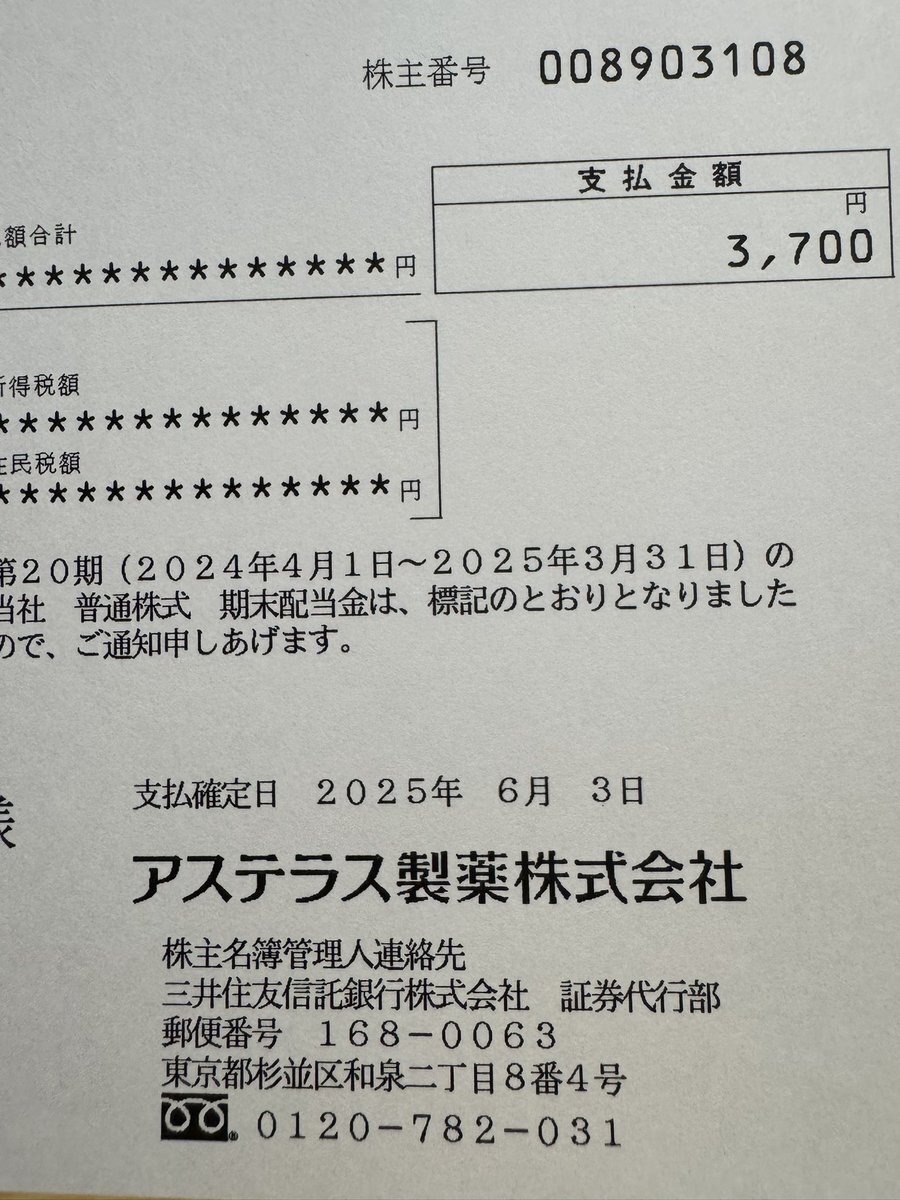 株主番号 008903108
支払金額
円
3,700
額合計
**************円
所得税額
**************円
住民税額
**************円
第20期（2024年4月1日～2025年3月31日）の
当社 普通株式 期末配当金は、標記のとおりとなりました
ので、ご通知申しあげます。
様
支払確定日 2025年 6月 3日
アステラス製薬株式会社
株主名簿管理人連絡先
三井住友信託銀行株式会社 証券代行部
郵便番号 168-0063
東京都杉並区和泉二丁目8番4号
0120-782-031